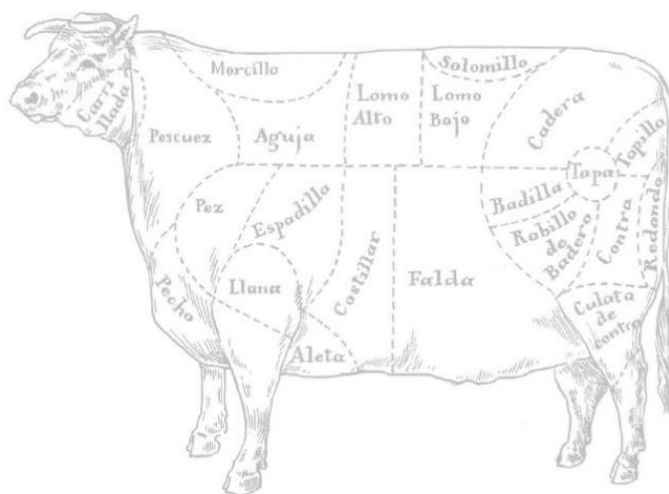 Carri
llada
Morcillo
Solomillo
Pescuez
Aguja
Lomo
Alto
Lomo
Bajo
Cadera
Tapa
Topillo
Pez
Espadilla
Badilla
Rabillo
de
Badero
Contra
Redondo
Pecho
Llana
Costillar
Falda
Aleta
Culata
de
contra